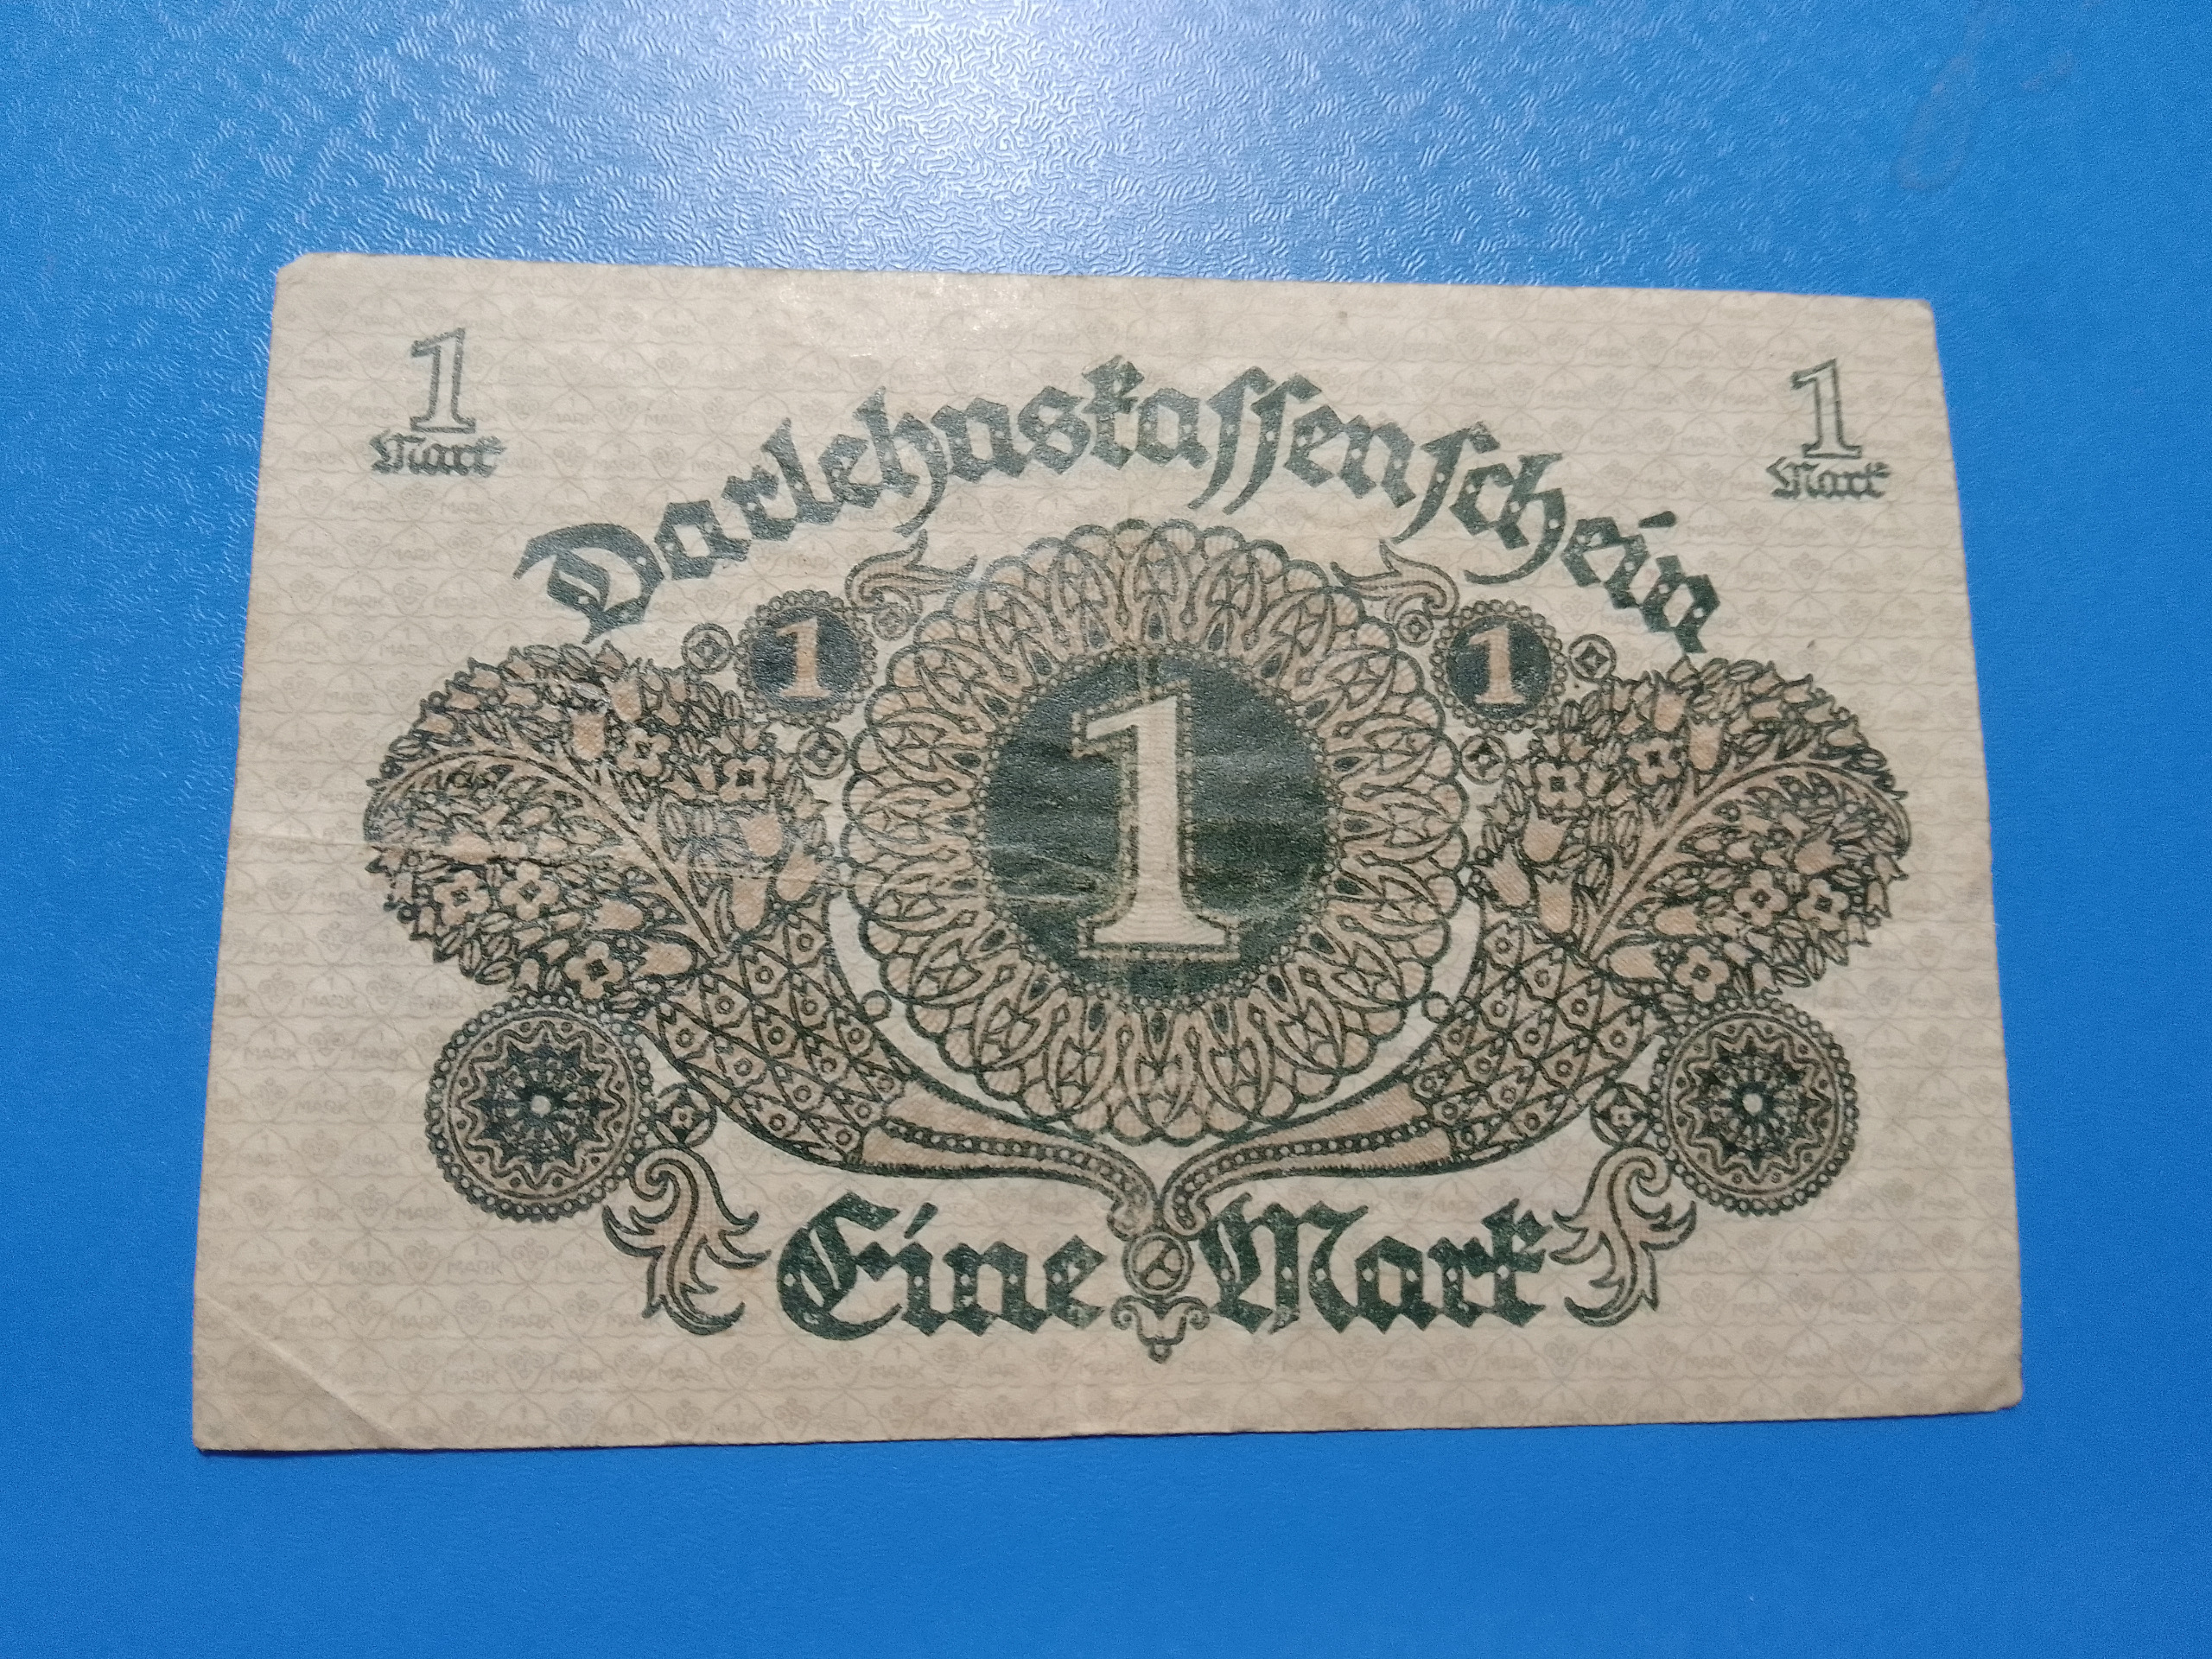 1 1
Mark Mark
Darlehnskassenschein
1 1
1
Eine Mark